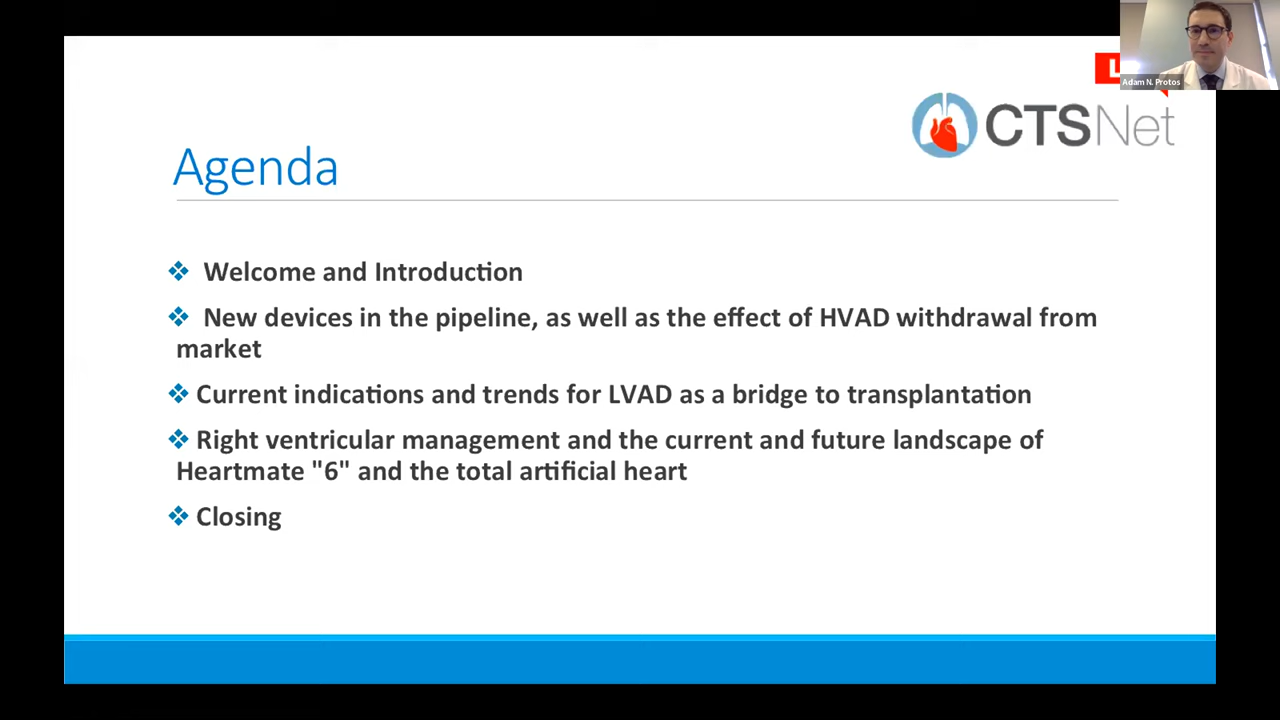 Adam N. Protos
CTSNet
Agenda
Welcome and Introduction
New devices in the pipeline, as well as the effect of HVAD withdrawal from
market
Current indications and trends for LVAD as a bridge to transplantation
Right ventricular management and the current and future landscape of
Heartmate "6" and the total artificial heart
Closing